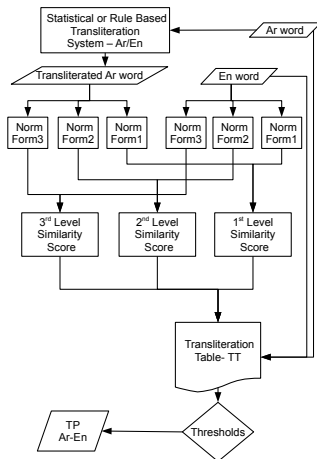 Statistical or Rule Based
Transliteration
System – Ar/En
Ar word
Transliterated Ar word
En word
Norm
Form3
Norm
Form2
Norm
Form1
Norm
Form3
Norm
Form2
Norm
Form1
3rd Level
Similarity
Score
2nd Level
Similarity
Score
1st Level
Similarity
Score
Transliteration
Table- TT
TP
Ar-En
Thresholds